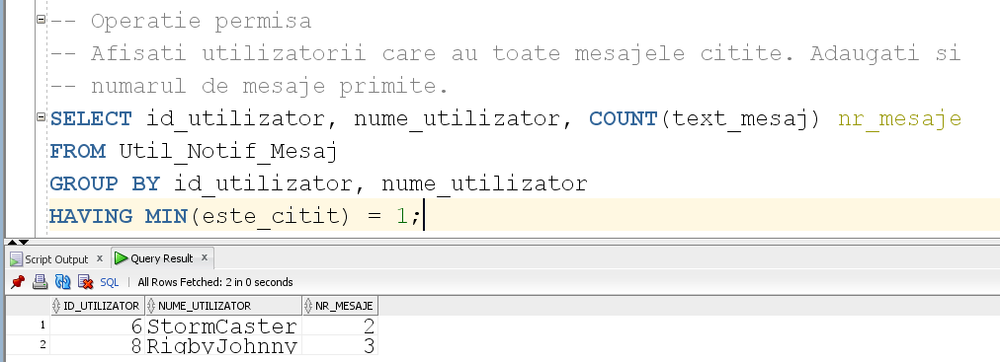 -- Operatie permisa
-- Afisati utilizatorii care au toate mesajele citite. Adaugati si
-- numarul de mesaje primite.
SELECT id_utilizator, nume_utilizator, COUNT(text_mesaj) nr_mesaje
FROM Util_Notif_Mesaj
GROUP BY id_utilizator, nume_utilizator
HAVING MIN(este_citit) = 1;
Script Output x Query Result x
SQL | All Rows Fetched: 2 in 0 seconds
ID_UTILIZATOR NUME_UTILIZATOR NR_MESAJE
1 6 StormCaster 2
2 8 RigbyJohnny 3